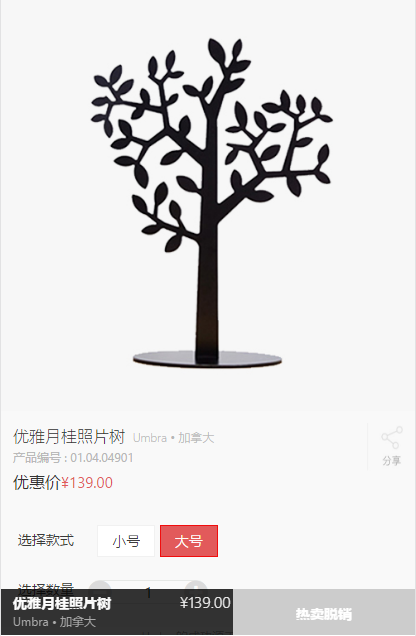 优雅月桂照片树 Umbra • 加拿大
产品编号 : 01.04.04901
分享
优惠价¥139.00
选择款式 小号 大号
选择数量 1
优雅月桂照片树 ¥139.00
Umbra • 加拿大
热卖脱销